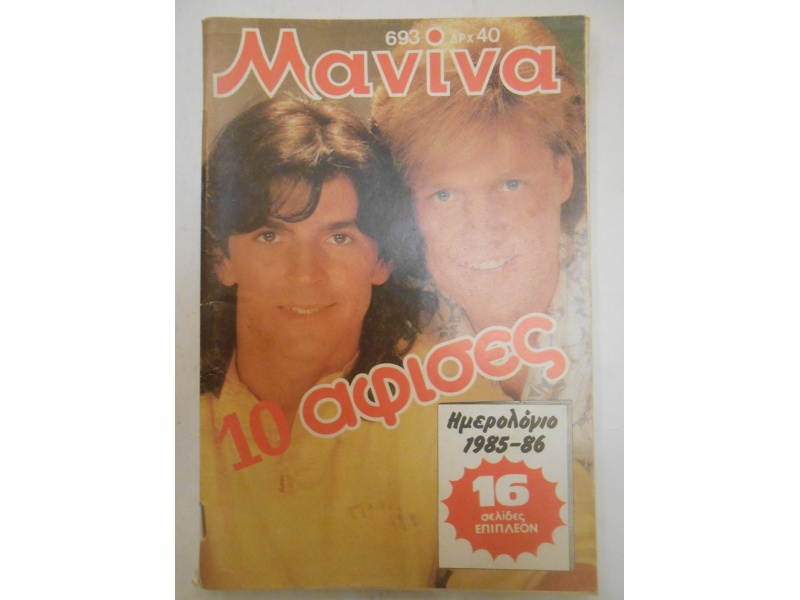 693 ΔΡΧ 40
Μανίνα
10 αφισες
Ημερολόγιο
1985-86
16
σελίδες
ΕΠΙΠΛΕΟΝ